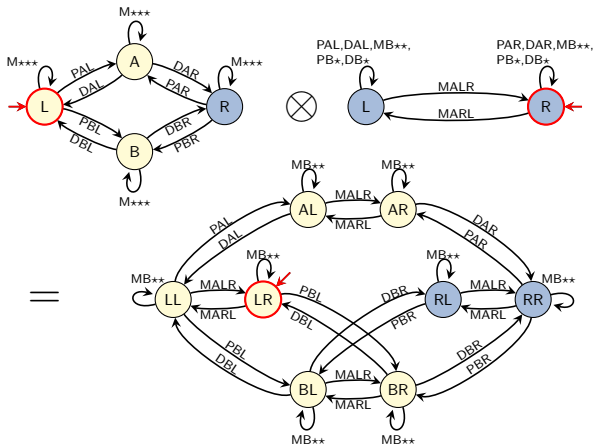 M⋆⋆⋆
PAL,DAL,MB⋆⋆,
PB⋆,DB⋆
PAR,DAR,MB⋆⋆,
PB⋆,DB⋆
M⋆⋆⋆
A
M⋆⋆⋆
PAL
DAL
DAR
PAR
L
R
⊗
L
MALR
MARL
R
PBL
DBL
DBR
PBR
B
M⋆⋆⋆
MB⋆⋆
MB⋆⋆
AL
MALR
MARL
AR
PAL
DAL
DAR
PAR
MB⋆⋆
MB⋆⋆
MB⋆⋆
MB⋆⋆
=
LL
MALR
MARL
LR
PBL
DBL
DBR
PBR
RL
MALR
MARL
RR
PBL
DBL
DBR
PBR
BL
MALR
MARL
BR
MB⋆⋆
MB⋆⋆